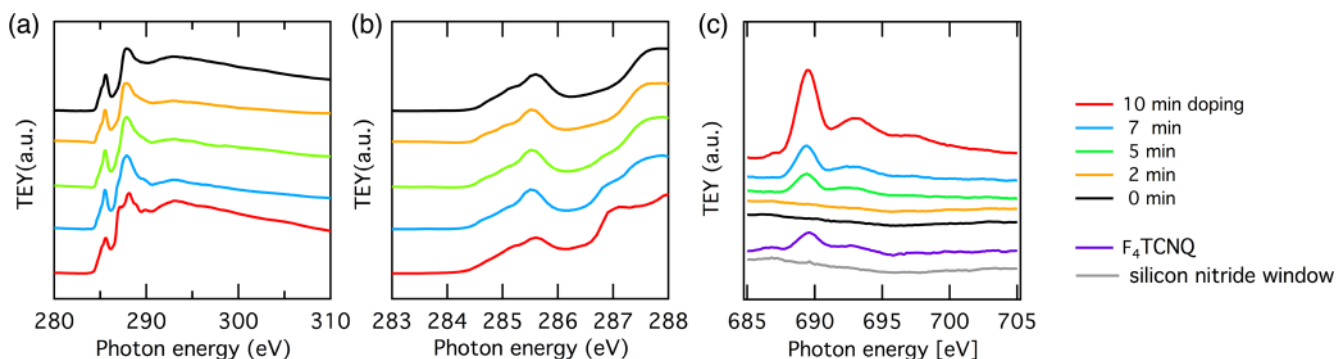 (a)
TEY(a.u.)
280 290 300 310
Photon energy (eV)
(b)
TEY(a.u.)
283 284 285 286 287 288
Photon energy (eV)
(c)
TEY (a.u.)
685 690 695 700 705
Photon energy [eV]
10 min doping
7 min
5 min
2 min
0 min
F₄TCNQ
silicon nitride window